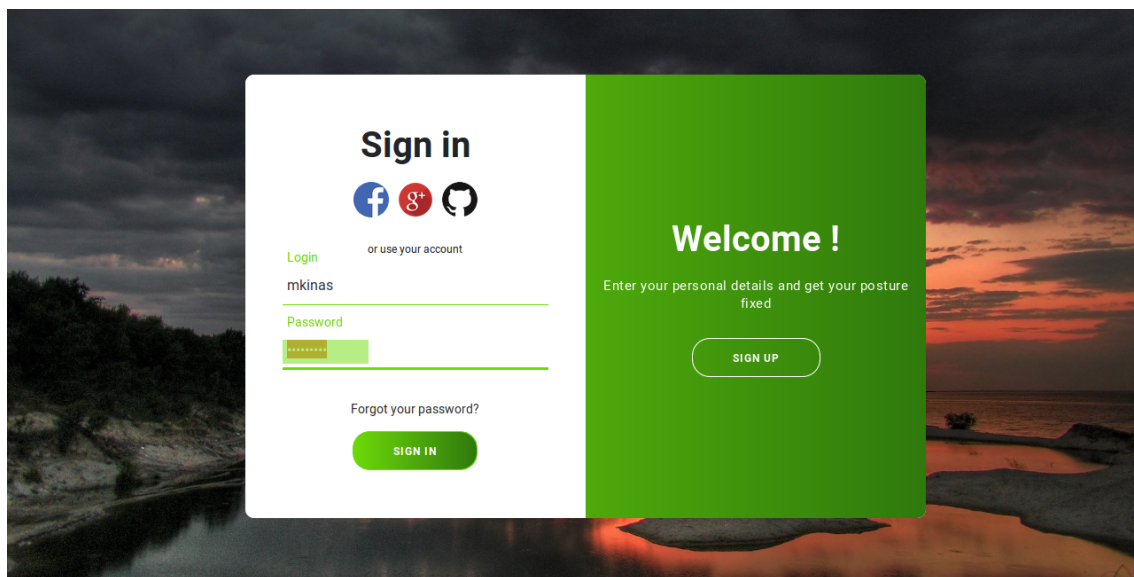 Sign in
g+
or use your account
Login
mkinas
Password
•••••••••
Forgot your password?
SIGN IN
Welcome !
Enter your personal details and get your posture
fixed
SIGN UP